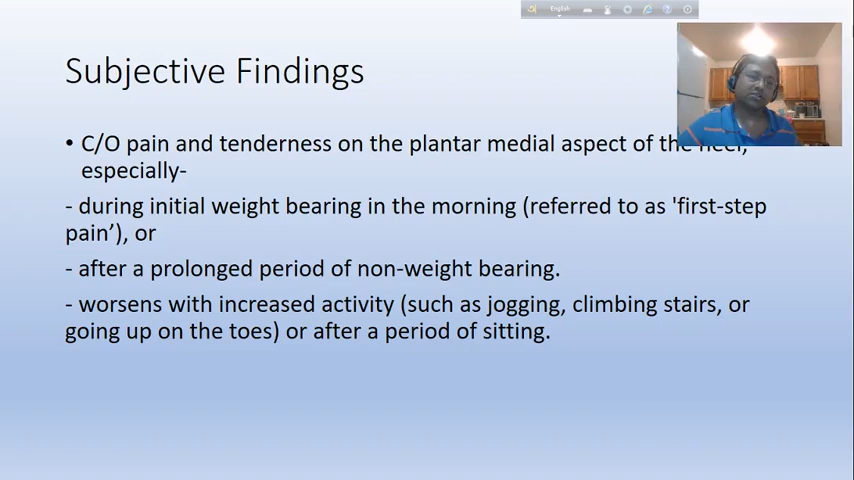 English
Subjective Findings
• C/O pain and tenderness on the plantar medial aspect of the heel,
especially-
- during initial weight bearing in the morning (referred to as 'first-step
pain’), or
- after a prolonged period of non-weight bearing.
- worsens with increased activity (such as jogging, climbing stairs, or
going up on the toes) or after a period of sitting.